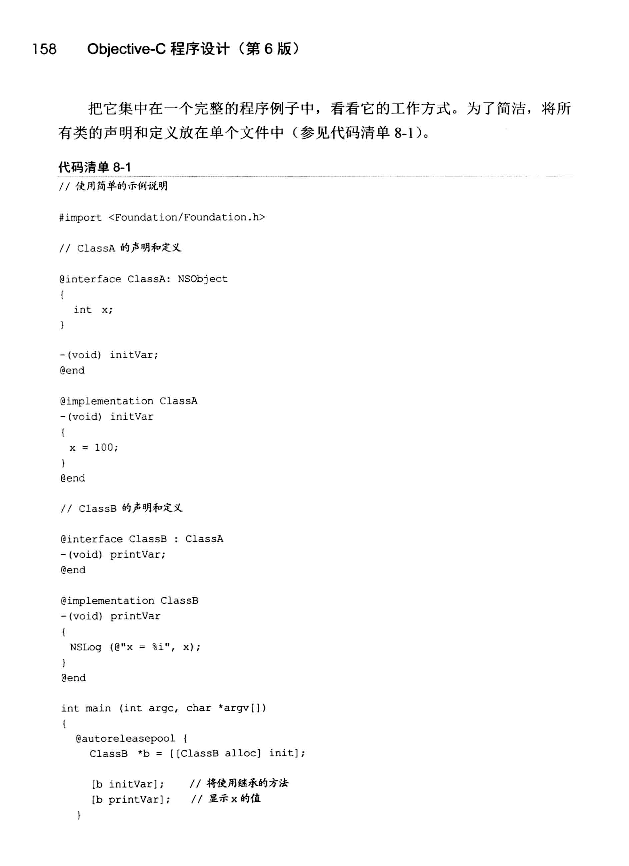 158 Objective-C 程序设计（第 6 版）
把它集中在一个完整的程序例子中，看看它的工作方式。为了简洁，将所
有类的声明和定义放在单个文件中（参见代码清单 8-1）。
代码清单 8-1
// 使用简单的示例说明
#import <Foundation/Foundation.h>
// ClassA 的声明和定义
@interface ClassA: NSObject
{
int x;
}
-(void) initVar;
@end
@implementation ClassA
-(void) initVar
{
x = 100;
}
@end
// ClassB 的声明和定义
@interface ClassB : ClassA
-(void) printVar;
@end
@implementation ClassB
-(void) printVar
{
NSLog (@"x = %i", x);
}
@end
int main (int argc, char *argv[])
{
@autoreleasepool {
ClassB *b = [[ClassB alloc] init];
[b initVar]; // 将使用继承的方法
[b printVar]; // 显示 x 的值
}